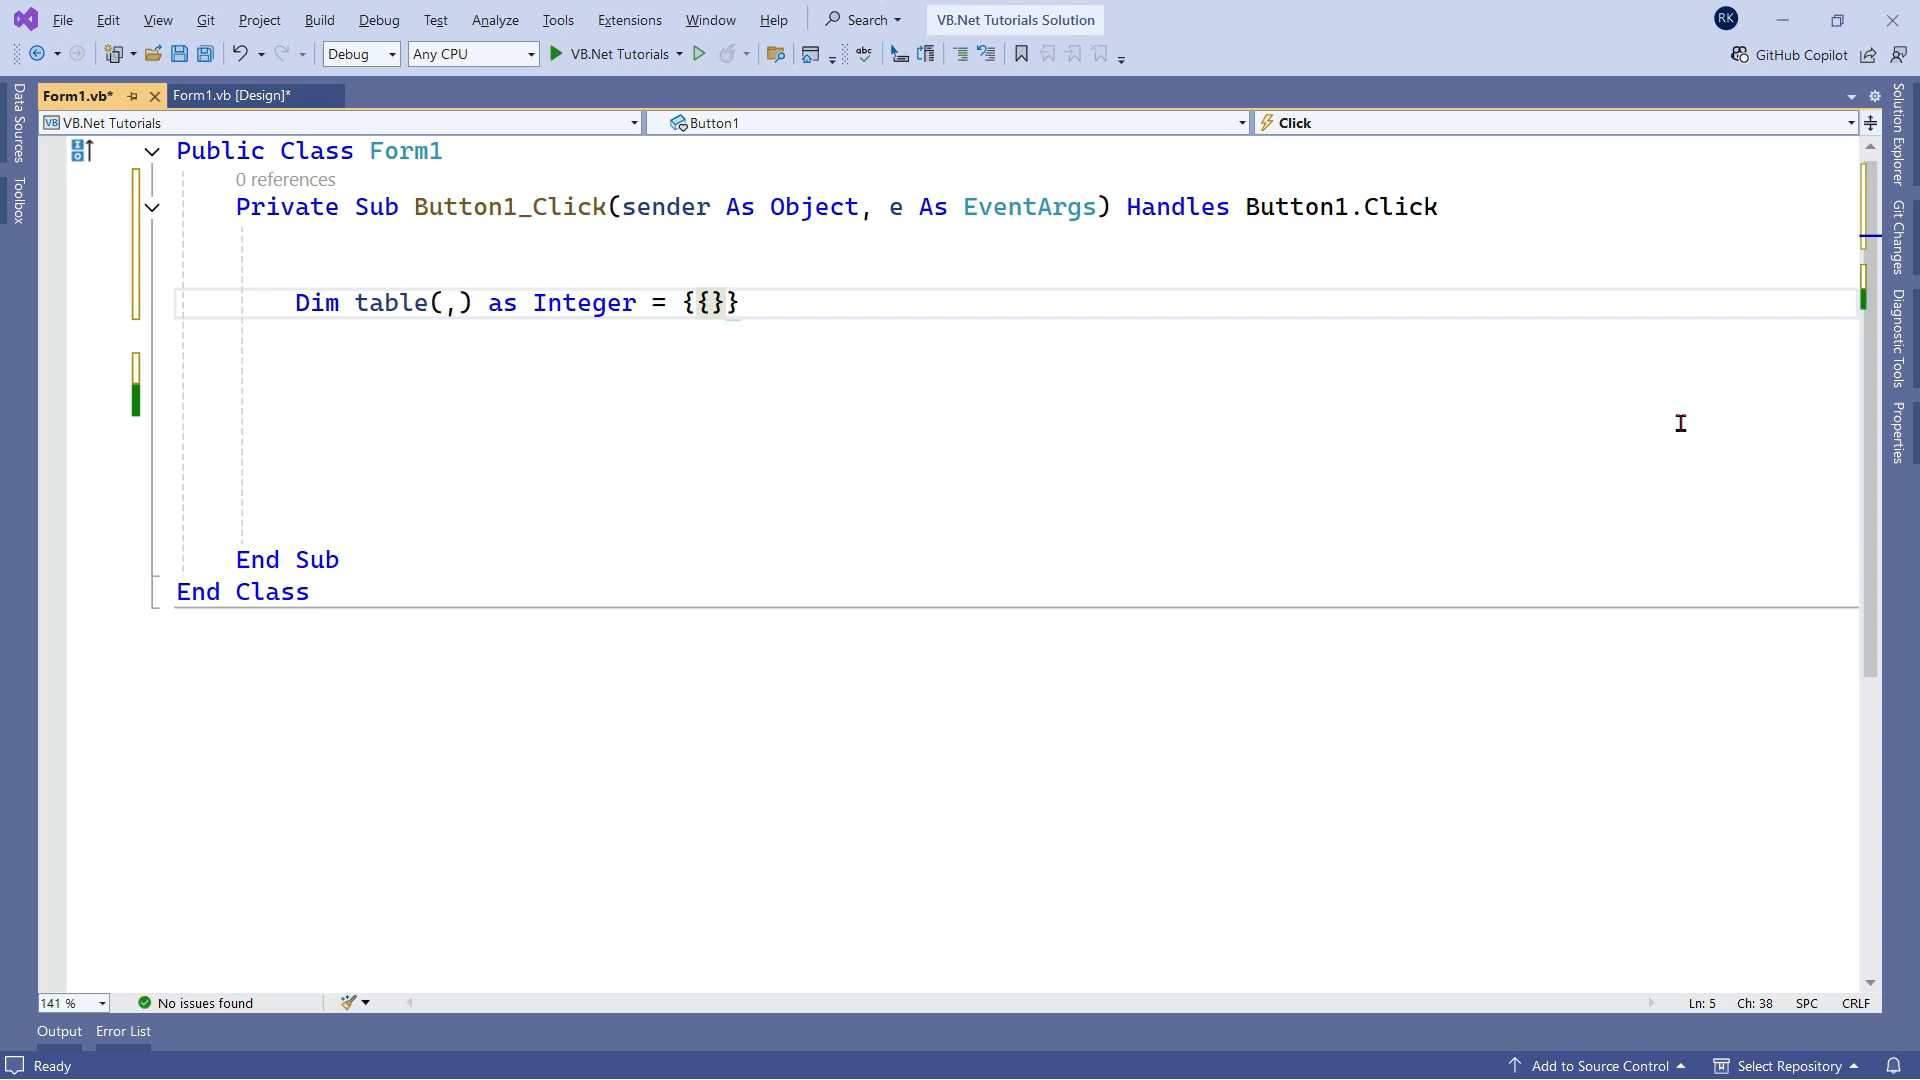 File Edit View Git Project Build Debug Test Analyze Tools Extensions Window Help Search VB.Net Tutorials Solution RK
Debug Any CPU VB.Net Tutorials abc GitHub Copilot
Form1.vb* Form1.vb [Design]*
VB VB.Net Tutorials Button1 Click
Data Sources
Toolbox
Public Class Form1
0 references
Private Sub Button1_Click(sender As Object, e As EventArgs) Handles Button1.Click
Dim table(,) as Integer = {{}}
End Sub
End Class
Solution Explorer
Git Changes
Diagnostic Tools
Properties
141 % No issues found Ln: 5 Ch: 38 SPC CRLF
Output Error List
Ready Add to Source Control Select Repository